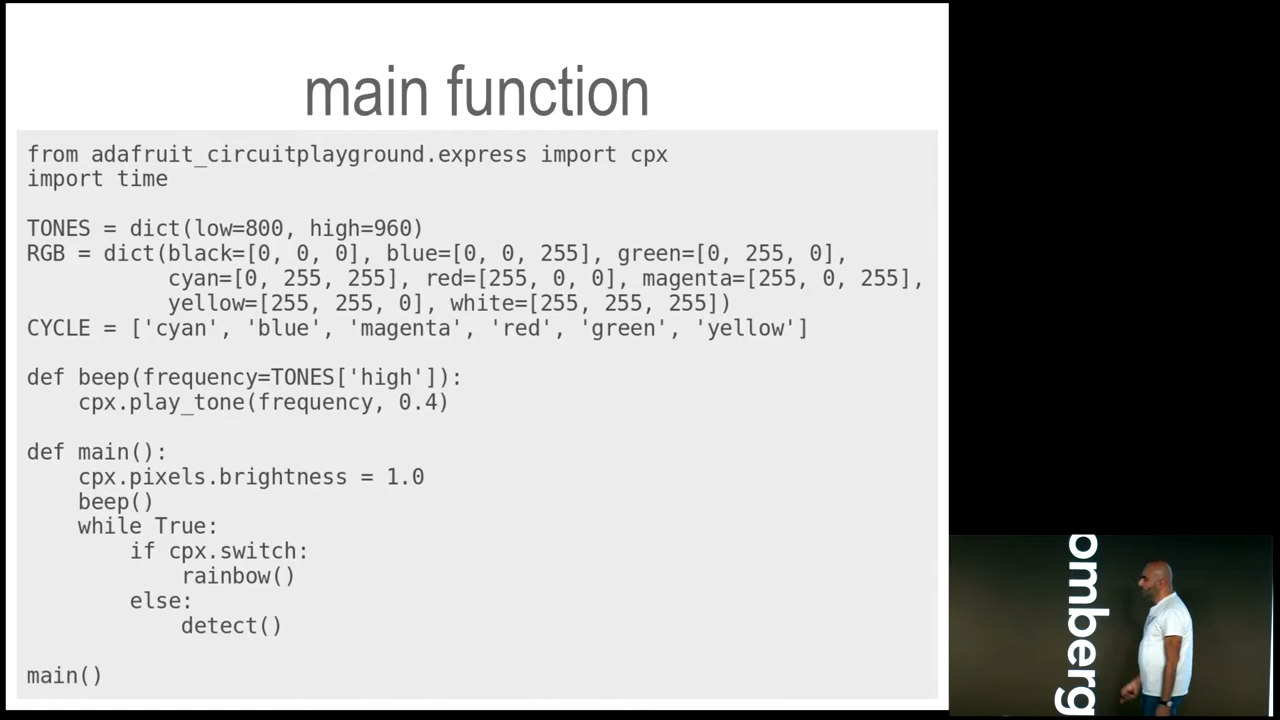 main function
from adafruit_circuitplayground.express import cpx
import time
TONES = dict(low=800, high=960)
RGB = dict(black=[0, 0, 0], blue=[0, 0, 255], green=[0, 255, 0],
cyan=[0, 255, 255], red=[255, 0, 0], magenta=[255, 0, 255],
yellow=[255, 255, 0], white=[255, 255, 255])
CYCLE = ['cyan', 'blue', 'magenta', 'red', 'green', 'yellow']
def beep(frequency=TONES['high']):
cpx.play_tone(frequency, 0.4)
def main():
cpx.pixels.brightness = 1.0
beep()
while True:
if cpx.switch:
rainbow()
else:
detect()
main()
omberg